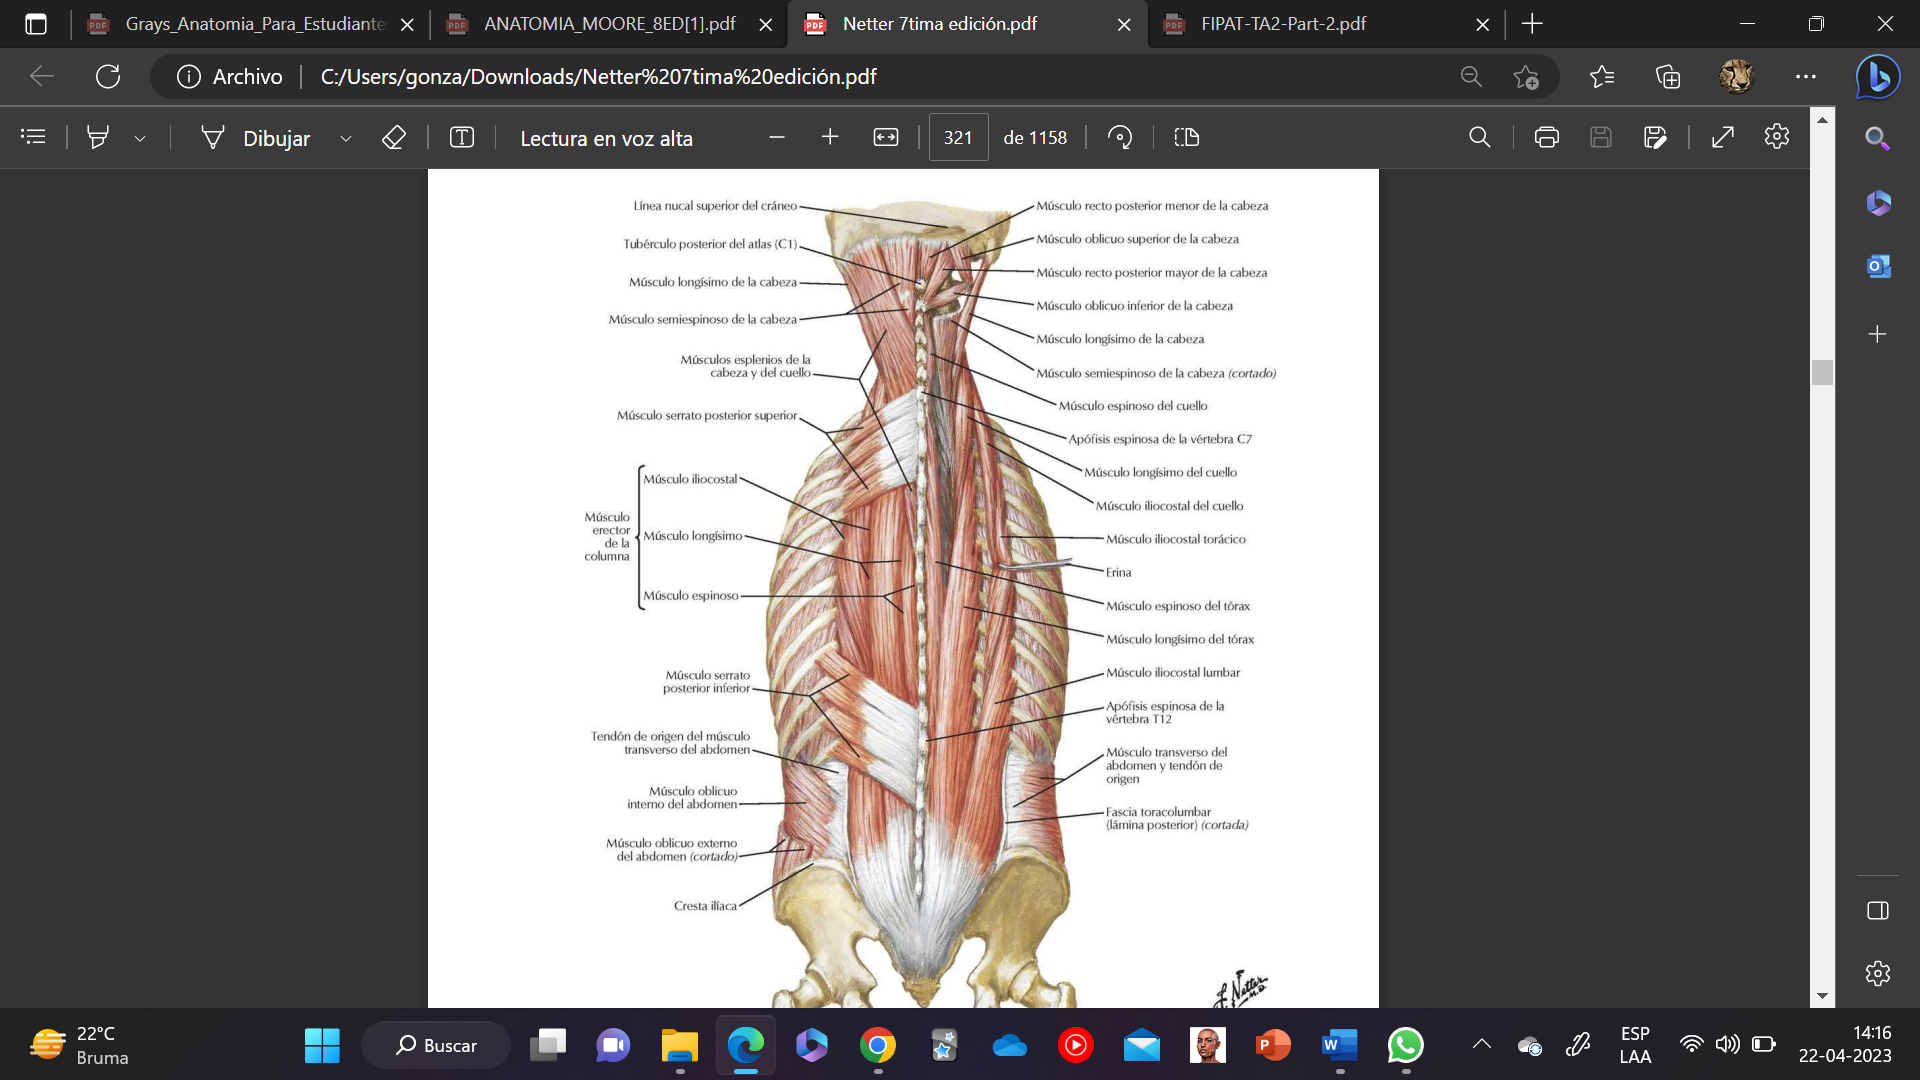 Grays_Anatomia_Para_Estudiante
ANATOMIA_MOORE_8ED[1].pdf
Netter 7tima edición.pdf
FIPAT-TA2-Part-2.pdf
Archivo
C:/Users/gonza/Downloads/Netter%207tima%20edición.pdf
Dibujar
Lectura en voz alta
321
de 1158
Línea nucal superior del cráneo
Tubérculo posterior del atlas (C1)
Músculo longísimo de la cabeza
Músculo semiespinoso de la cabeza
Músculos esplenios de la
cabeza y del cuello
Músculo serrato posterior superior
Músculo iliocostal
Músculo
erector
de la
columna
Músculo longísimo
Músculo espinoso
Músculo serrato
posterior inferior
Tendón de origen del músculo
transverso del abdomen
Músculo oblicuo
interno del abdomen
Músculo oblicuo externo
del abdomen (cortado)
Cresta ilíaca
Músculo recto posterior menor de la cabeza
Músculo oblicuo superior de la cabeza
Músculo recto posterior mayor de la cabeza
Músculo oblicuo inferior de la cabeza
Músculo longísimo de la cabeza
Músculo semiespinoso de la cabeza (cortado)
Músculo espinoso del cuello
Apófisis espinosa de la vértebra C7
Músculo longísimo del cuello
Músculo iliocostal del cuello
Músculo iliocostal torácico
Erina
Músculo espinoso del tórax
Músculo longísimo del tórax
Músculo iliocostal lumbar
Apófisis espinosa de la
vértebra T12
Músculo transverso del
abdomen y tendón de
origen
Fascia toracolumbar
(lámina posterior) (cortada)
F. Netter
M.D.
22°C
Bruma
Buscar
ESP
LAA
14:16
22-04-2023